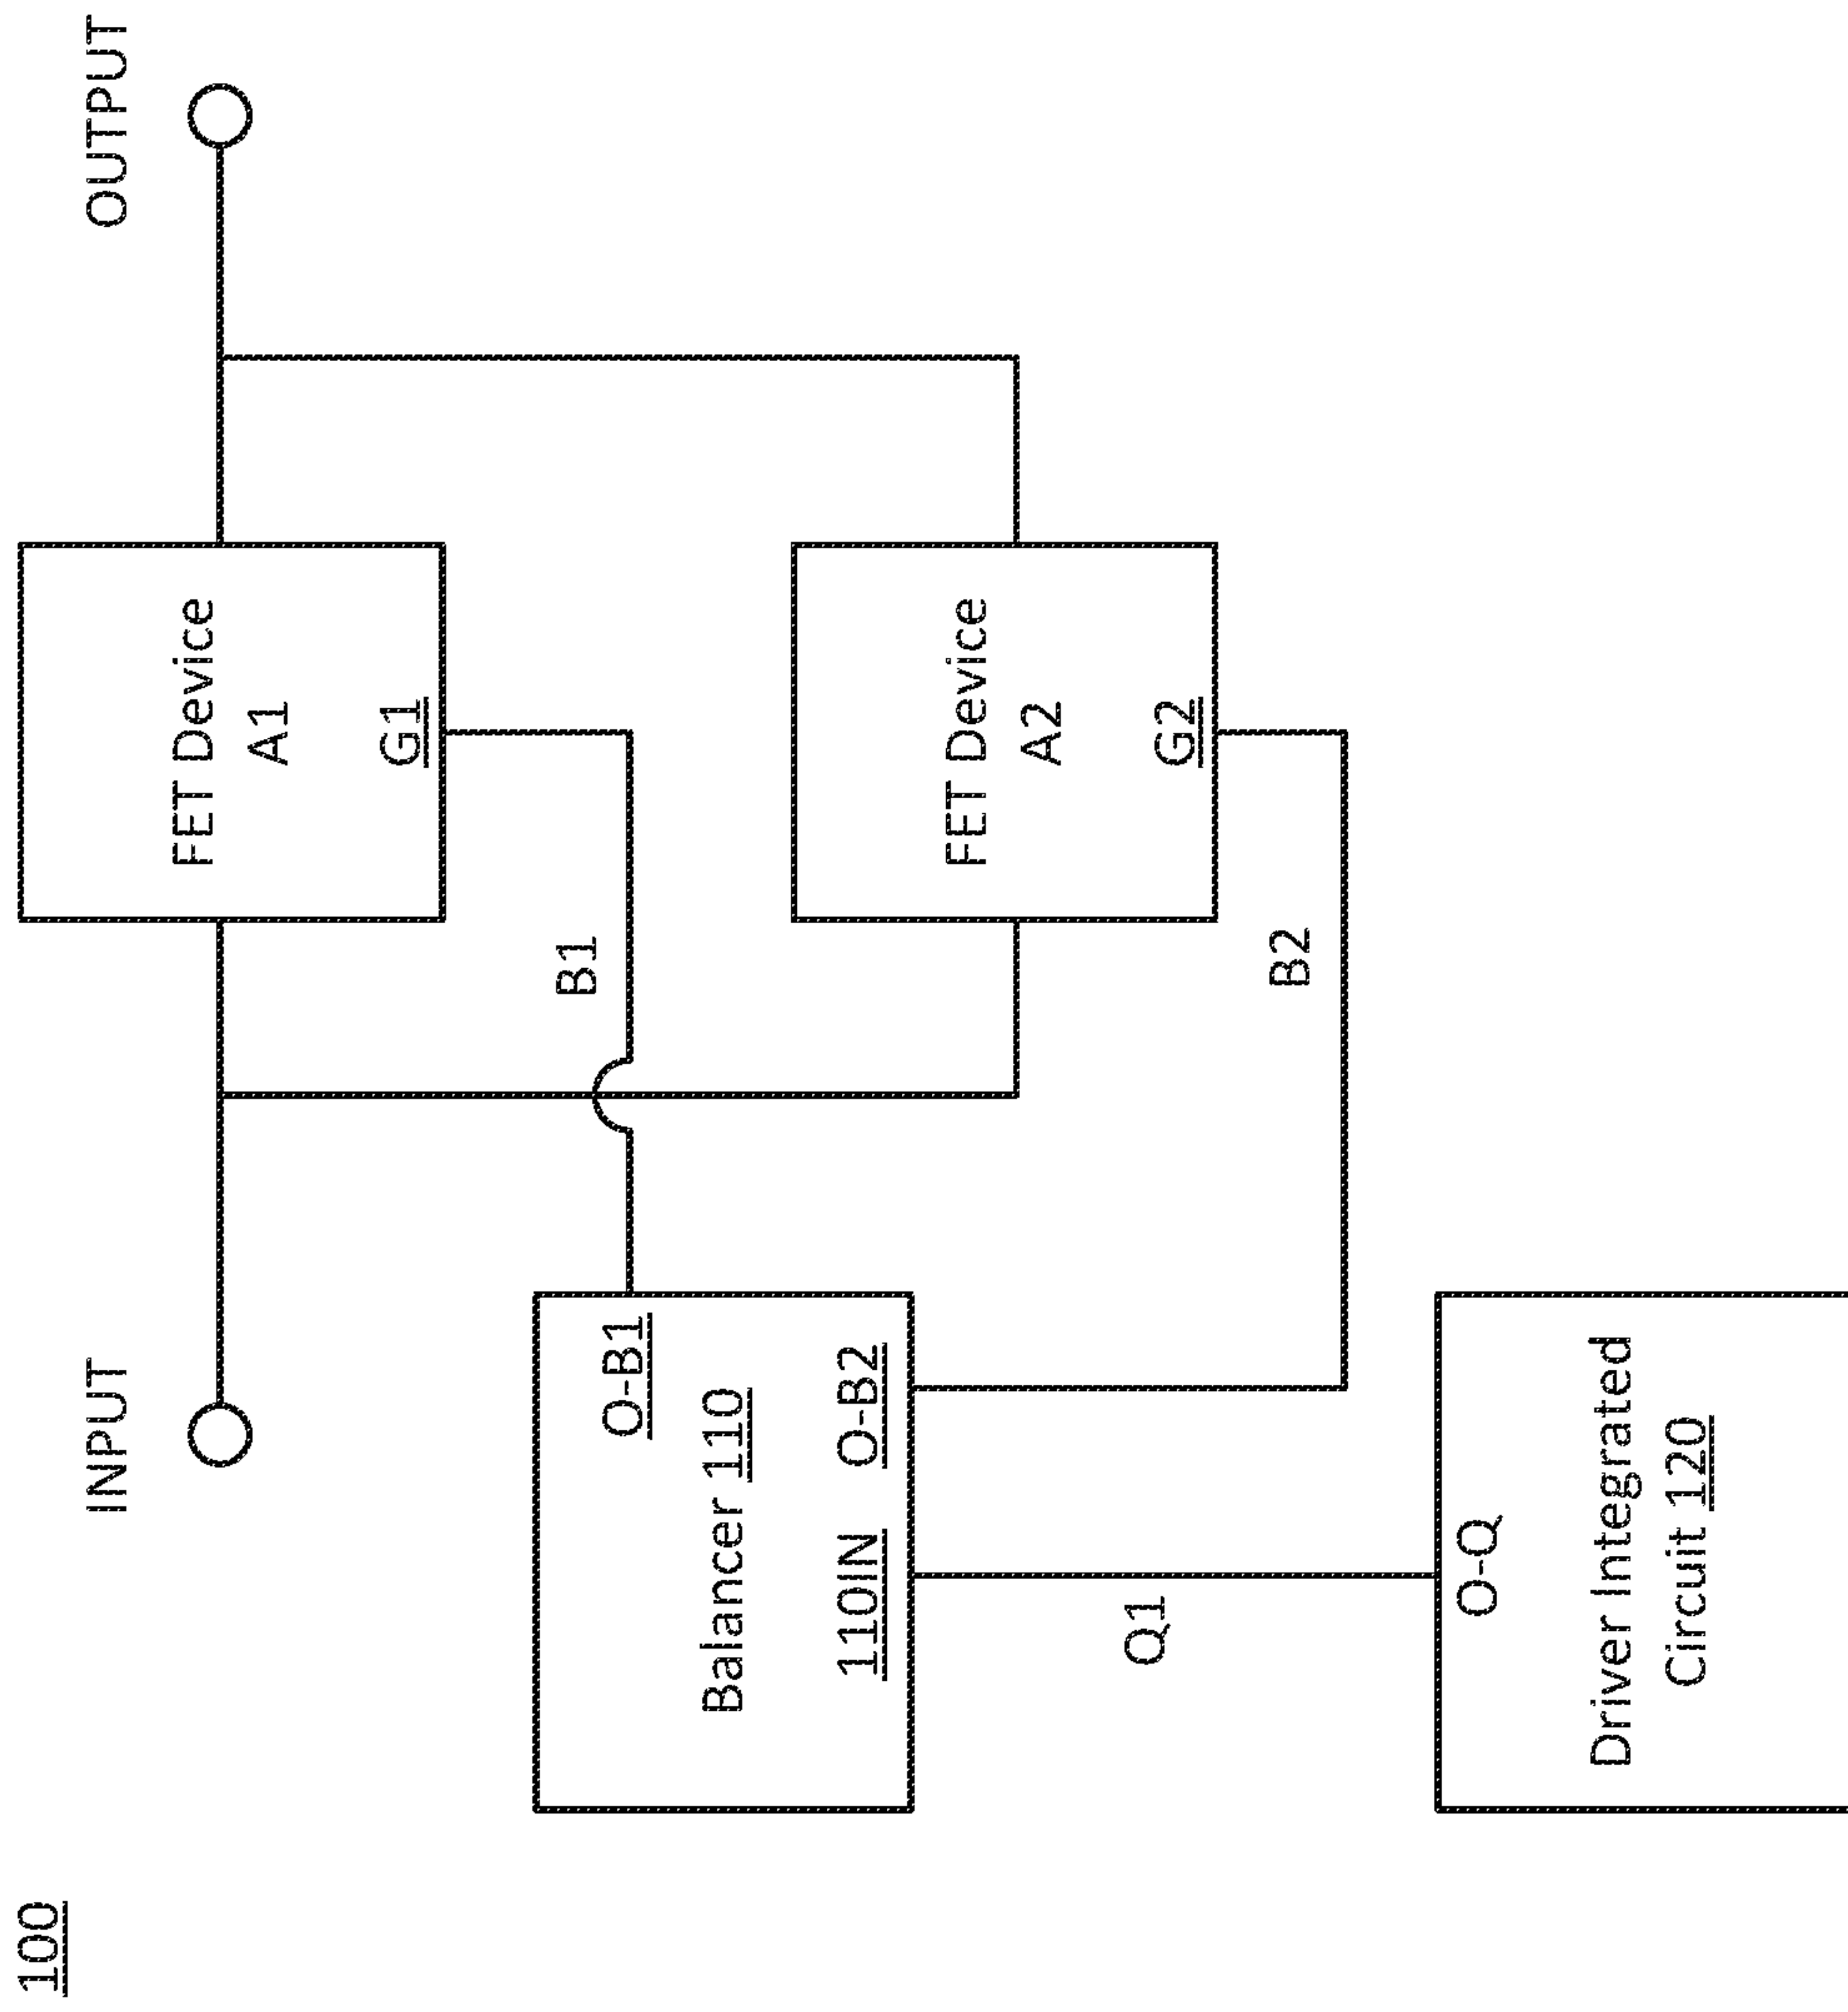 100
INPUT
OUTPUT
FET Device
A1
G1
B1
O-B1
Balancer 110
110IN
O-B2
FET Device
A2
G2
B2
Q1
O-Q
Driver Integrated
Circuit 120